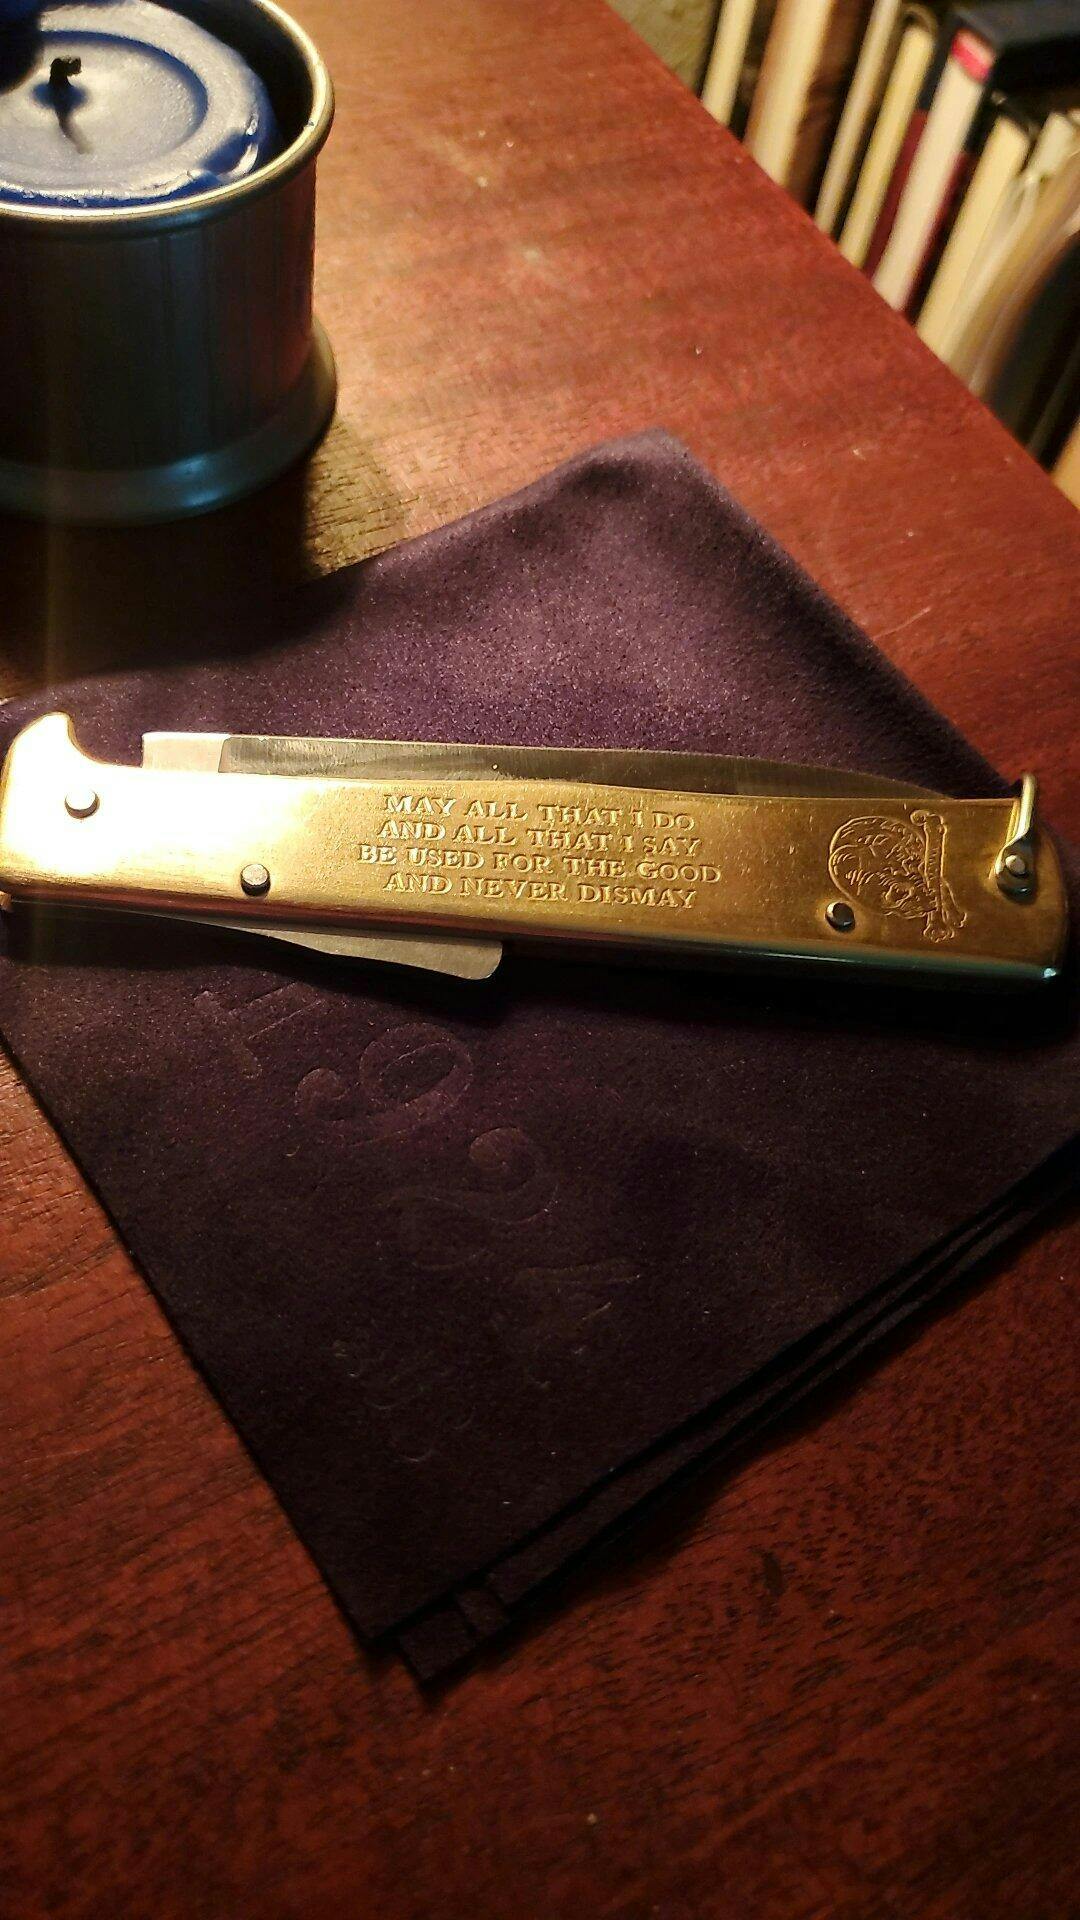 MAY ALL THAT I DO
AND ALL THAT I SAY
BE USED FOR THE GOOD
AND NEVER DISMAY